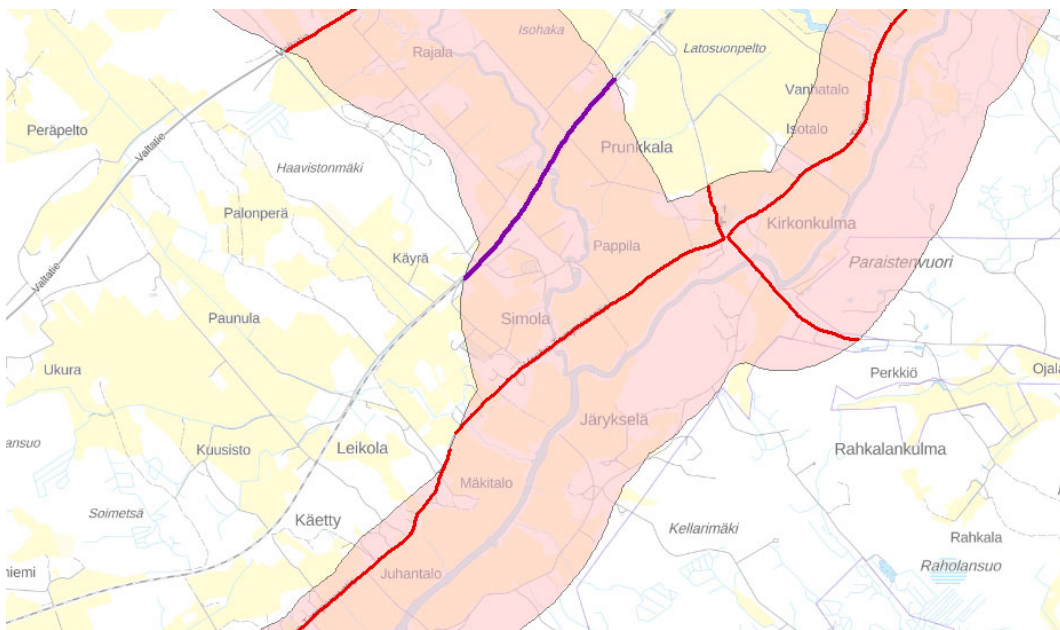 Isohaka
Rajala
Latosuonpelto
Vanhatalo
Peräpelto
Isotalo
Valtatie
Prunkkala
Haavistonmäki
Palonperä
Kirkonkulma
Pappila
Käyrä
Paraistenvuori
Valtatie
Paunula
Simola
Ukura
Perkkiö
Ojala
Järykselä
ansuo
Kuusisto
Leikola
Rahkalankulma
Mäkitalo
Soimetsä
Käetty
Kellarimäki
Rahkala
niemi
Juhantalo
Raholansuo